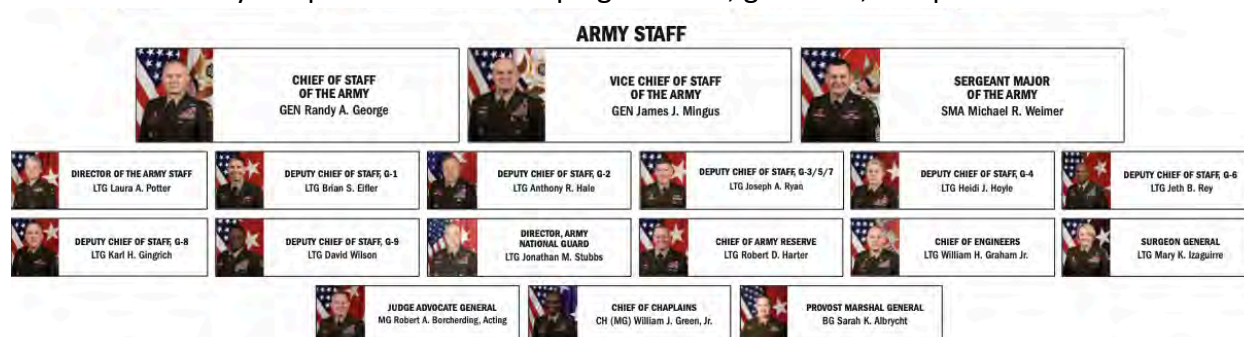 ARMY STAFF
CHIEF OF STAFF
OF THE ARMY
GEN Randy A. George
VICE CHIEF OF STAFF
OF THE ARMY
GEN James J. Mingus
SERGEANT MAJOR
OF THE ARMY
SMA Michael R. Weimer
DIRECTOR OF THE ARMY STAFF
LTG Laura A. Potter
DEPUTY CHIEF OF STAFF, G-1
LTG Brian S. Eifler
DEPUTY CHIEF OF STAFF, G-2
LTG Anthony R. Hale
DEPUTY CHIEF OF STAFF, G-3/5/7
LTG Joseph A. Ryan
DEPUTY CHIEF OF STAFF, G-4
LTG Heidi J. Hoyle
DEPUTY CHIEF OF STAFF, G-6
LTG Jeth B. Rey
DEPUTY CHIEF OF STAFF, G-8
LTG Karl H. Gingrich
DEPUTY CHIEF OF STAFF, G-9
LTG David Wilson
DIRECTOR, ARMY
NATIONAL GUARD
LTG Jonathan M. Stubbs
CHIEF OF ARMY RESERVE
LTG Robert D. Harter
CHIEF OF ENGINEERS
LTG William H. Graham Jr.
SURGEON GENERAL
LTG Mary K. Izaguirre
JUDGE ADVOCATE GENERAL
MG Robert A. Borcherding, Acting
CHIEF OF CHAPLAINS
CH (MG) William J. Green, Jr.
PROVOST MARSHAL GENERAL
BG Sarah K. Albrycht